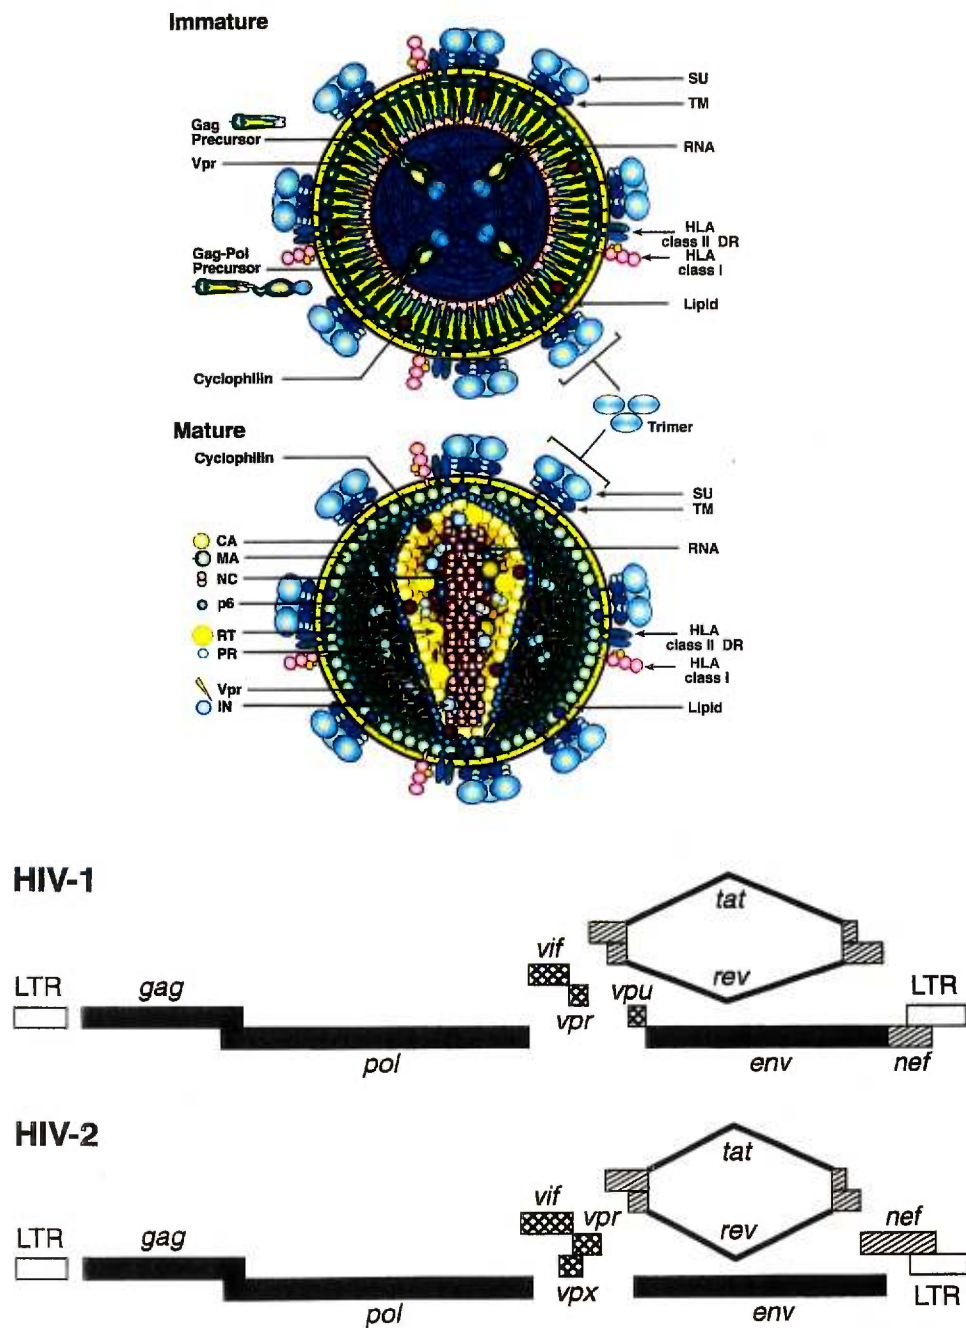 Immature
SU
TM
Gag
Precursor
RNA
Vpr
HLA
class II DR
HLA
class I
Gag-Pol
Precursor
Lipid
Cyclophilin
Trimer
Mature
Cyclophilin
SU
TM
CA
RNA
MA
NC
p6
RT
HLA
class II DR
PR
HLA
class I
Vpr
IN
Lipid
HIV-1
tat
vif
LTR
gag
rev
LTR
vpu
vpr
pol
env
nef
HIV-2
tat
vif
vpr
nef
LTR
gag
rev
vpx
LTR
pol
env